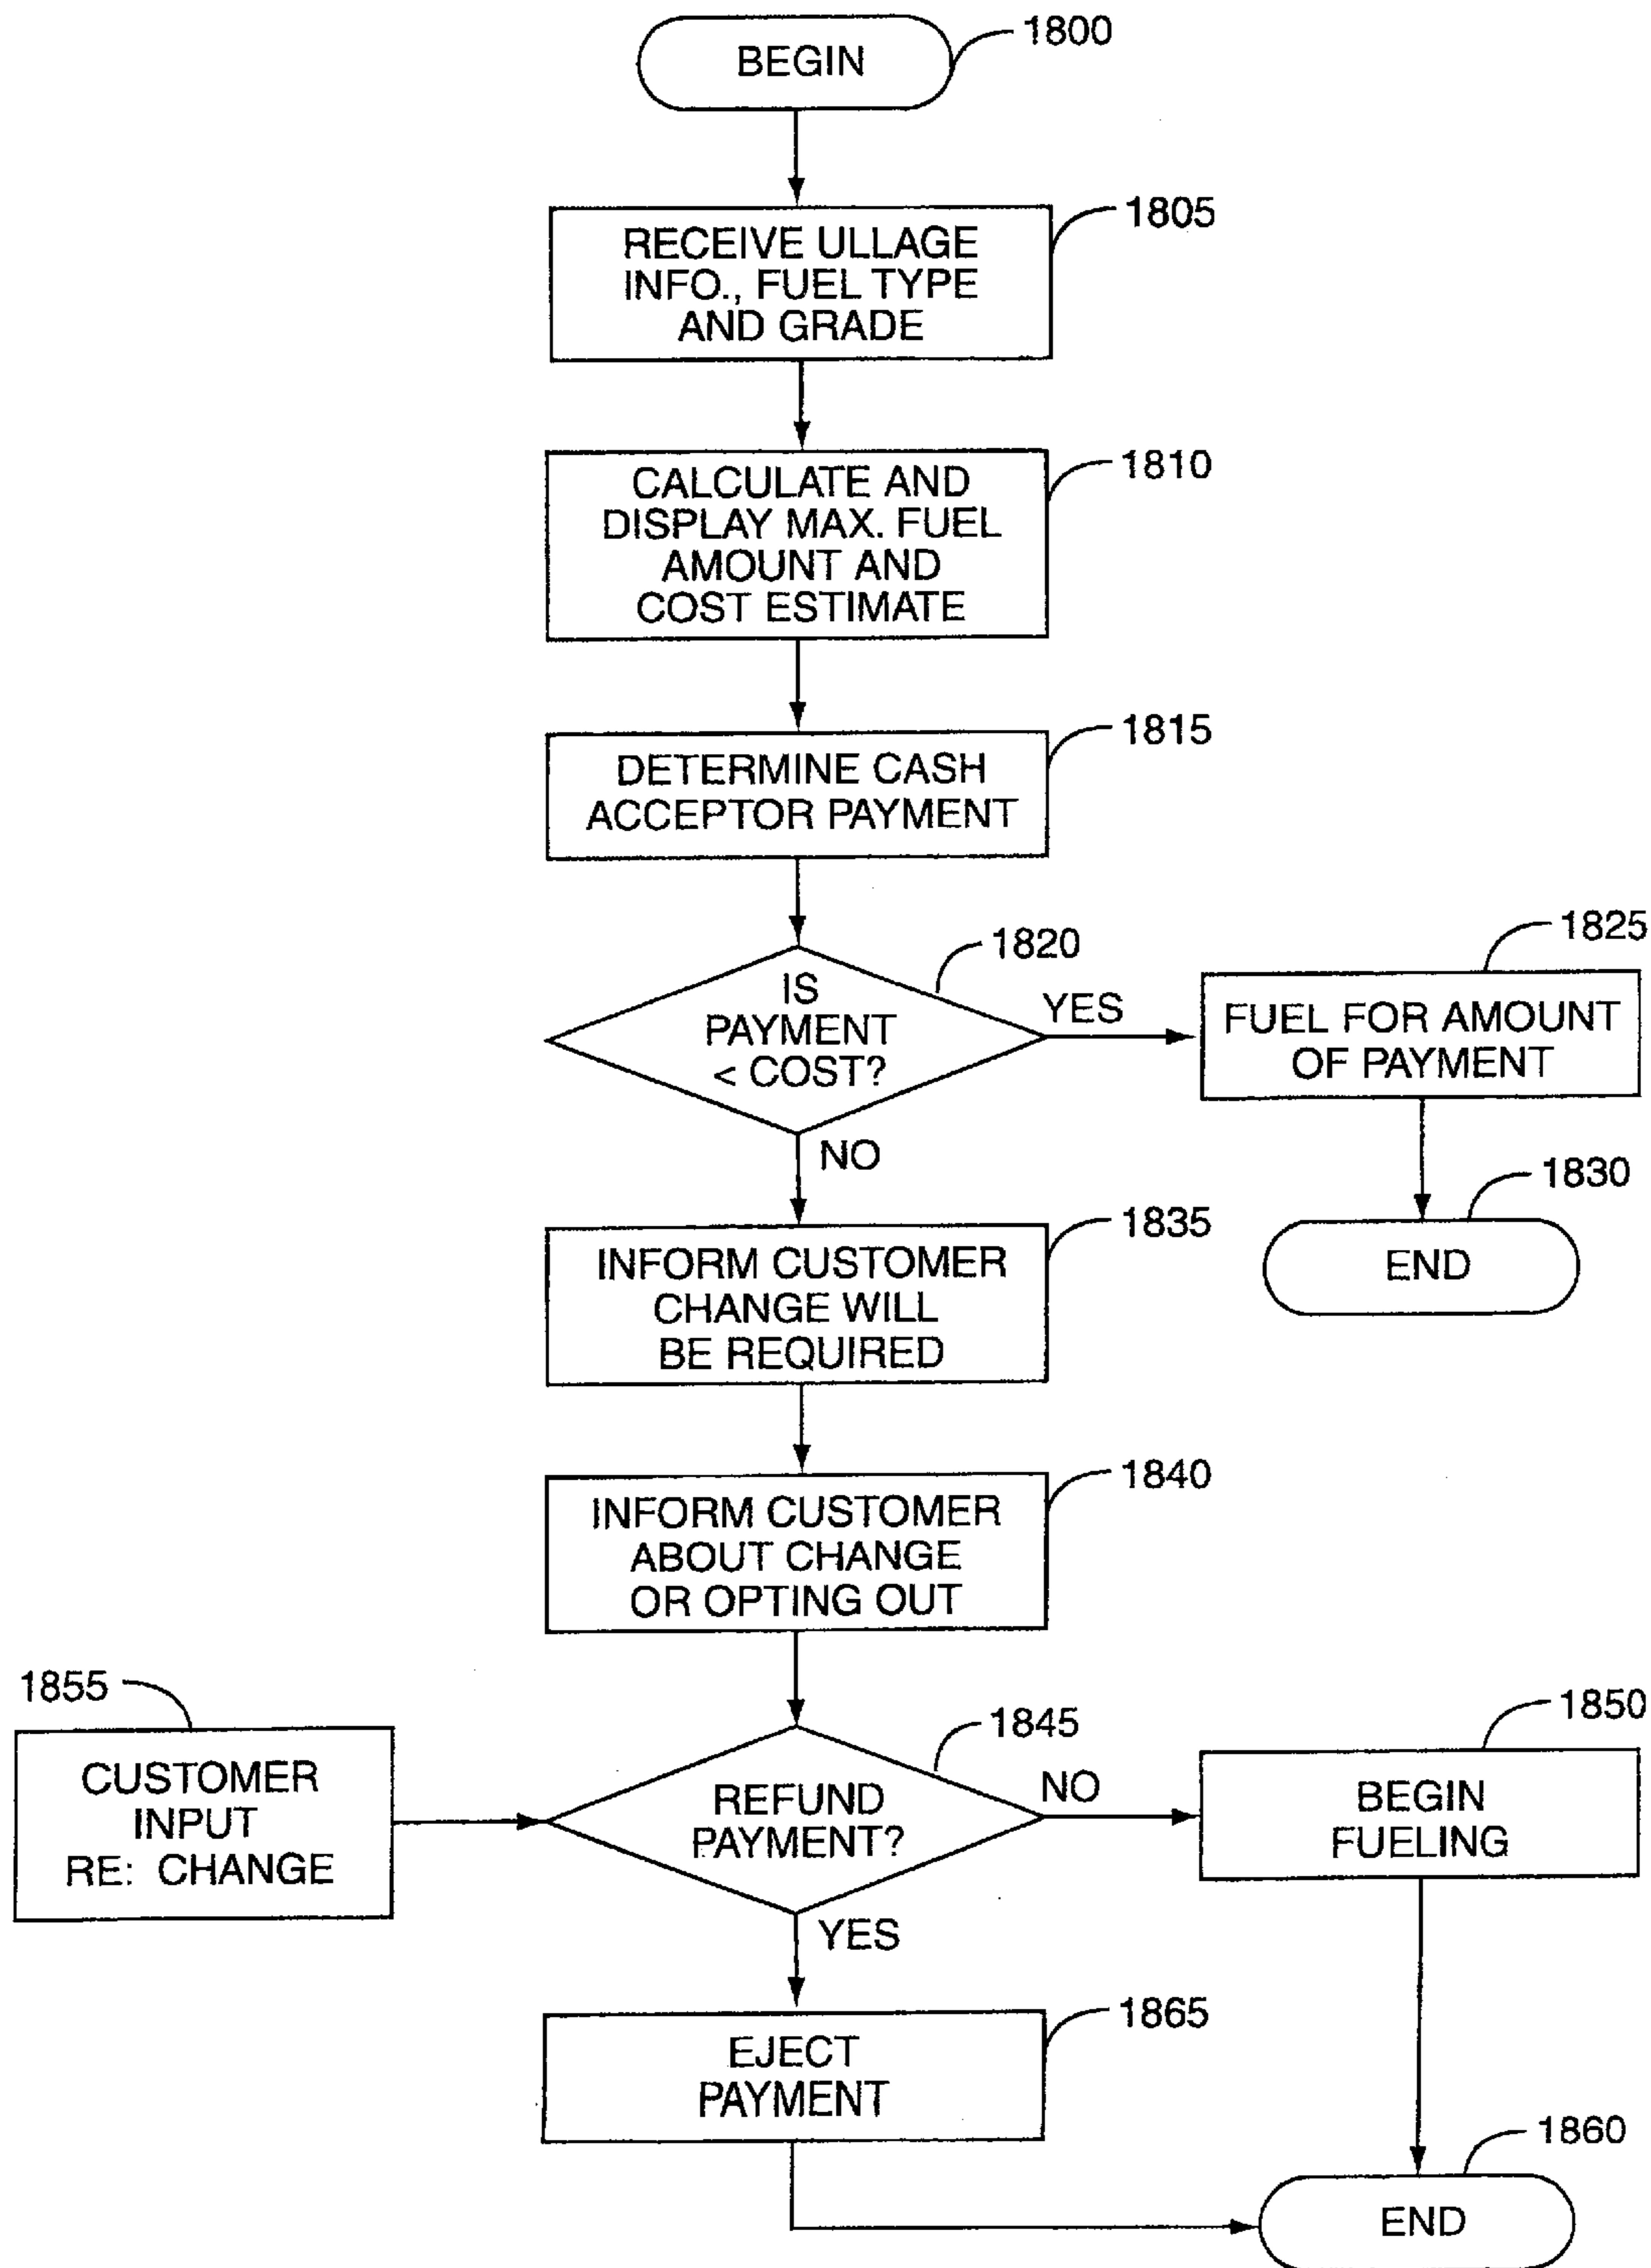 1800
BEGIN
1805
RECEIVE ULLAGE
INFO., FUEL TYPE
AND GRADE
1810
CALCULATE AND
DISPLAY MAX. FUEL
AMOUNT AND
COST ESTIMATE
1815
DETERMINE CASH
ACCEPTOR PAYMENT
1820
IS
PAYMENT
< COST?
YES
1825
FUEL FOR AMOUNT
OF PAYMENT
NO
1830
END
1835
INFORM CUSTOMER
CHANGE WILL
BE REQUIRED
1840
INFORM CUSTOMER
ABOUT CHANGE
OR OPTING OUT
1855
CUSTOMER
INPUT
RE: CHANGE
1845
REFUND
PAYMENT?
NO
1850
BEGIN
FUELING
YES
1865
EJECT
PAYMENT
1860
END